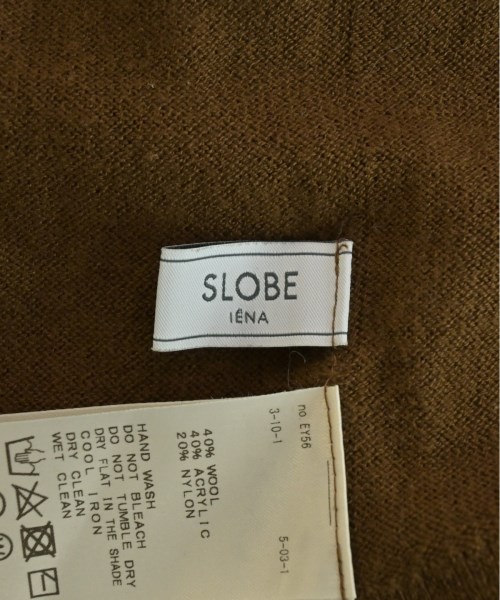 SLOBE
IÉNA
no EY56
3-10-1
5-03-1
40% WOOL
40% ACRYLIC
20% NYLON
HAND WASH
DO NOT BLEACH
DO NOT TUMBLE DRY
DRY FLAT IN THE SHADE
COOL IRON
DRY CLEAN
WET CLEAN